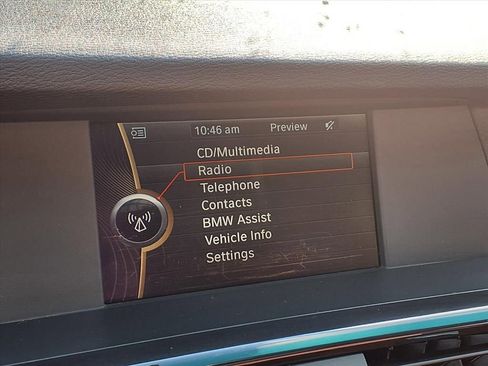 10:46 am Preview
CD/Multimedia
Radio
Telephone
Contacts
BMW Assist
Vehicle Info
Settings